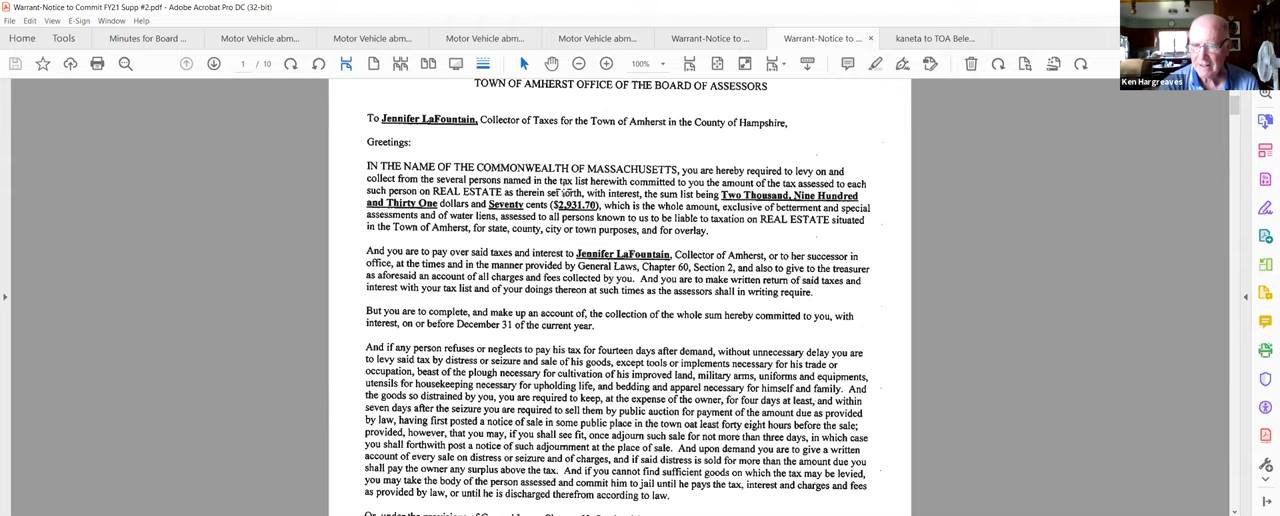 Warrant-Notice to Commit FY21 Supp #2.pdf - Adobe Acrobat Pro DC (32-bit)
File Edit View E-Sign Window Help
Home Tools Minutes for Board ... Motor Vehicle abm... Motor Vehicle abm... Motor Vehicle abm... Motor Vehicle abm... Warrant-Notice to ... Warrant-Notice to ... × kaneta to TOA Bele...
1 / 10 100%
Ken Hargreaves
TOWN OF AMHERST OFFICE OF THE BOARD OF ASSESSORS
To Jennifer LaFountain, Collector of Taxes for the Town of Amherst in the County of Hampshire,
Greetings:
IN THE NAME OF THE COMMONWEALTH OF MASSACHUSETTS, you are hereby required to levy on and
collect from the several persons named in the tax list herewith committed to you the amount of the tax assessed to each
such person on REAL ESTATE as therein set forth, with interest, the sum list being Two Thousand, Nine Hundred
and Thirty One dollars and Seventy cents ($2,931.70), which is the whole amount, exclusive of betterment and special
assessments and of water liens, assessed to all persons known to us to be liable to taxation on REAL ESTATE situated
in the Town of Amherst, for state, county, city or town purposes, and for overlay.
And you are to pay over said taxes and interest to Jennifer LaFountain, Collector of Amherst, or to her successor in
office, at the times and in the manner provided by General Laws, Chapter 60, Section 2, and also to give to the treasurer
as aforesaid an account of all charges and fees collected by you. And you are to make written return of said taxes and
interest with your tax list and of your doings thereon at such times as the assessors shall in writing require.
But you are to complete, and make up an account of, the collection of the whole sum hereby committed to you, with
interest, on or before December 31 of the current year.
And if any person refuses or neglects to pay his tax for fourteen days after demand, without unnecessary delay you are
to levy said tax by distress or seizure and sale of his goods, except tools or implements necessary for his trade or
occupation, beast of the plough necessary for cultivation of his improved land, military arms, uniforms and equipments,
utensils for housekeeping necessary for upholding life, and bedding and apparel necessary for himself and family. And
the goods so distrained by you, you are required to keep, at the expense of the owner, for four days at least, and within
seven days after the seizure you are required to sell them by public auction for payment of the amount due as provided
by law, having first posted a notice of sale in some public place in the town oat least forty eight hours before the sale;
provided, however, that you may, if you shall see fit, once adjourn such sale for not more than three days, in which case
you shall forthwith post a notice of such adjournment at the place of sale. And upon demand you are to give a written
account of every sale on distress or seizure and of charges, and if said distress is sold for more than the amount due you
shall pay the owner any surplus above the tax. And if you cannot find sufficient goods on which the tax may be levied,
you may take the body of the person assessed and commit him to jail until he pays the tax, interest and charges and fees
as provided by law, or until he is discharged therefrom according to law.